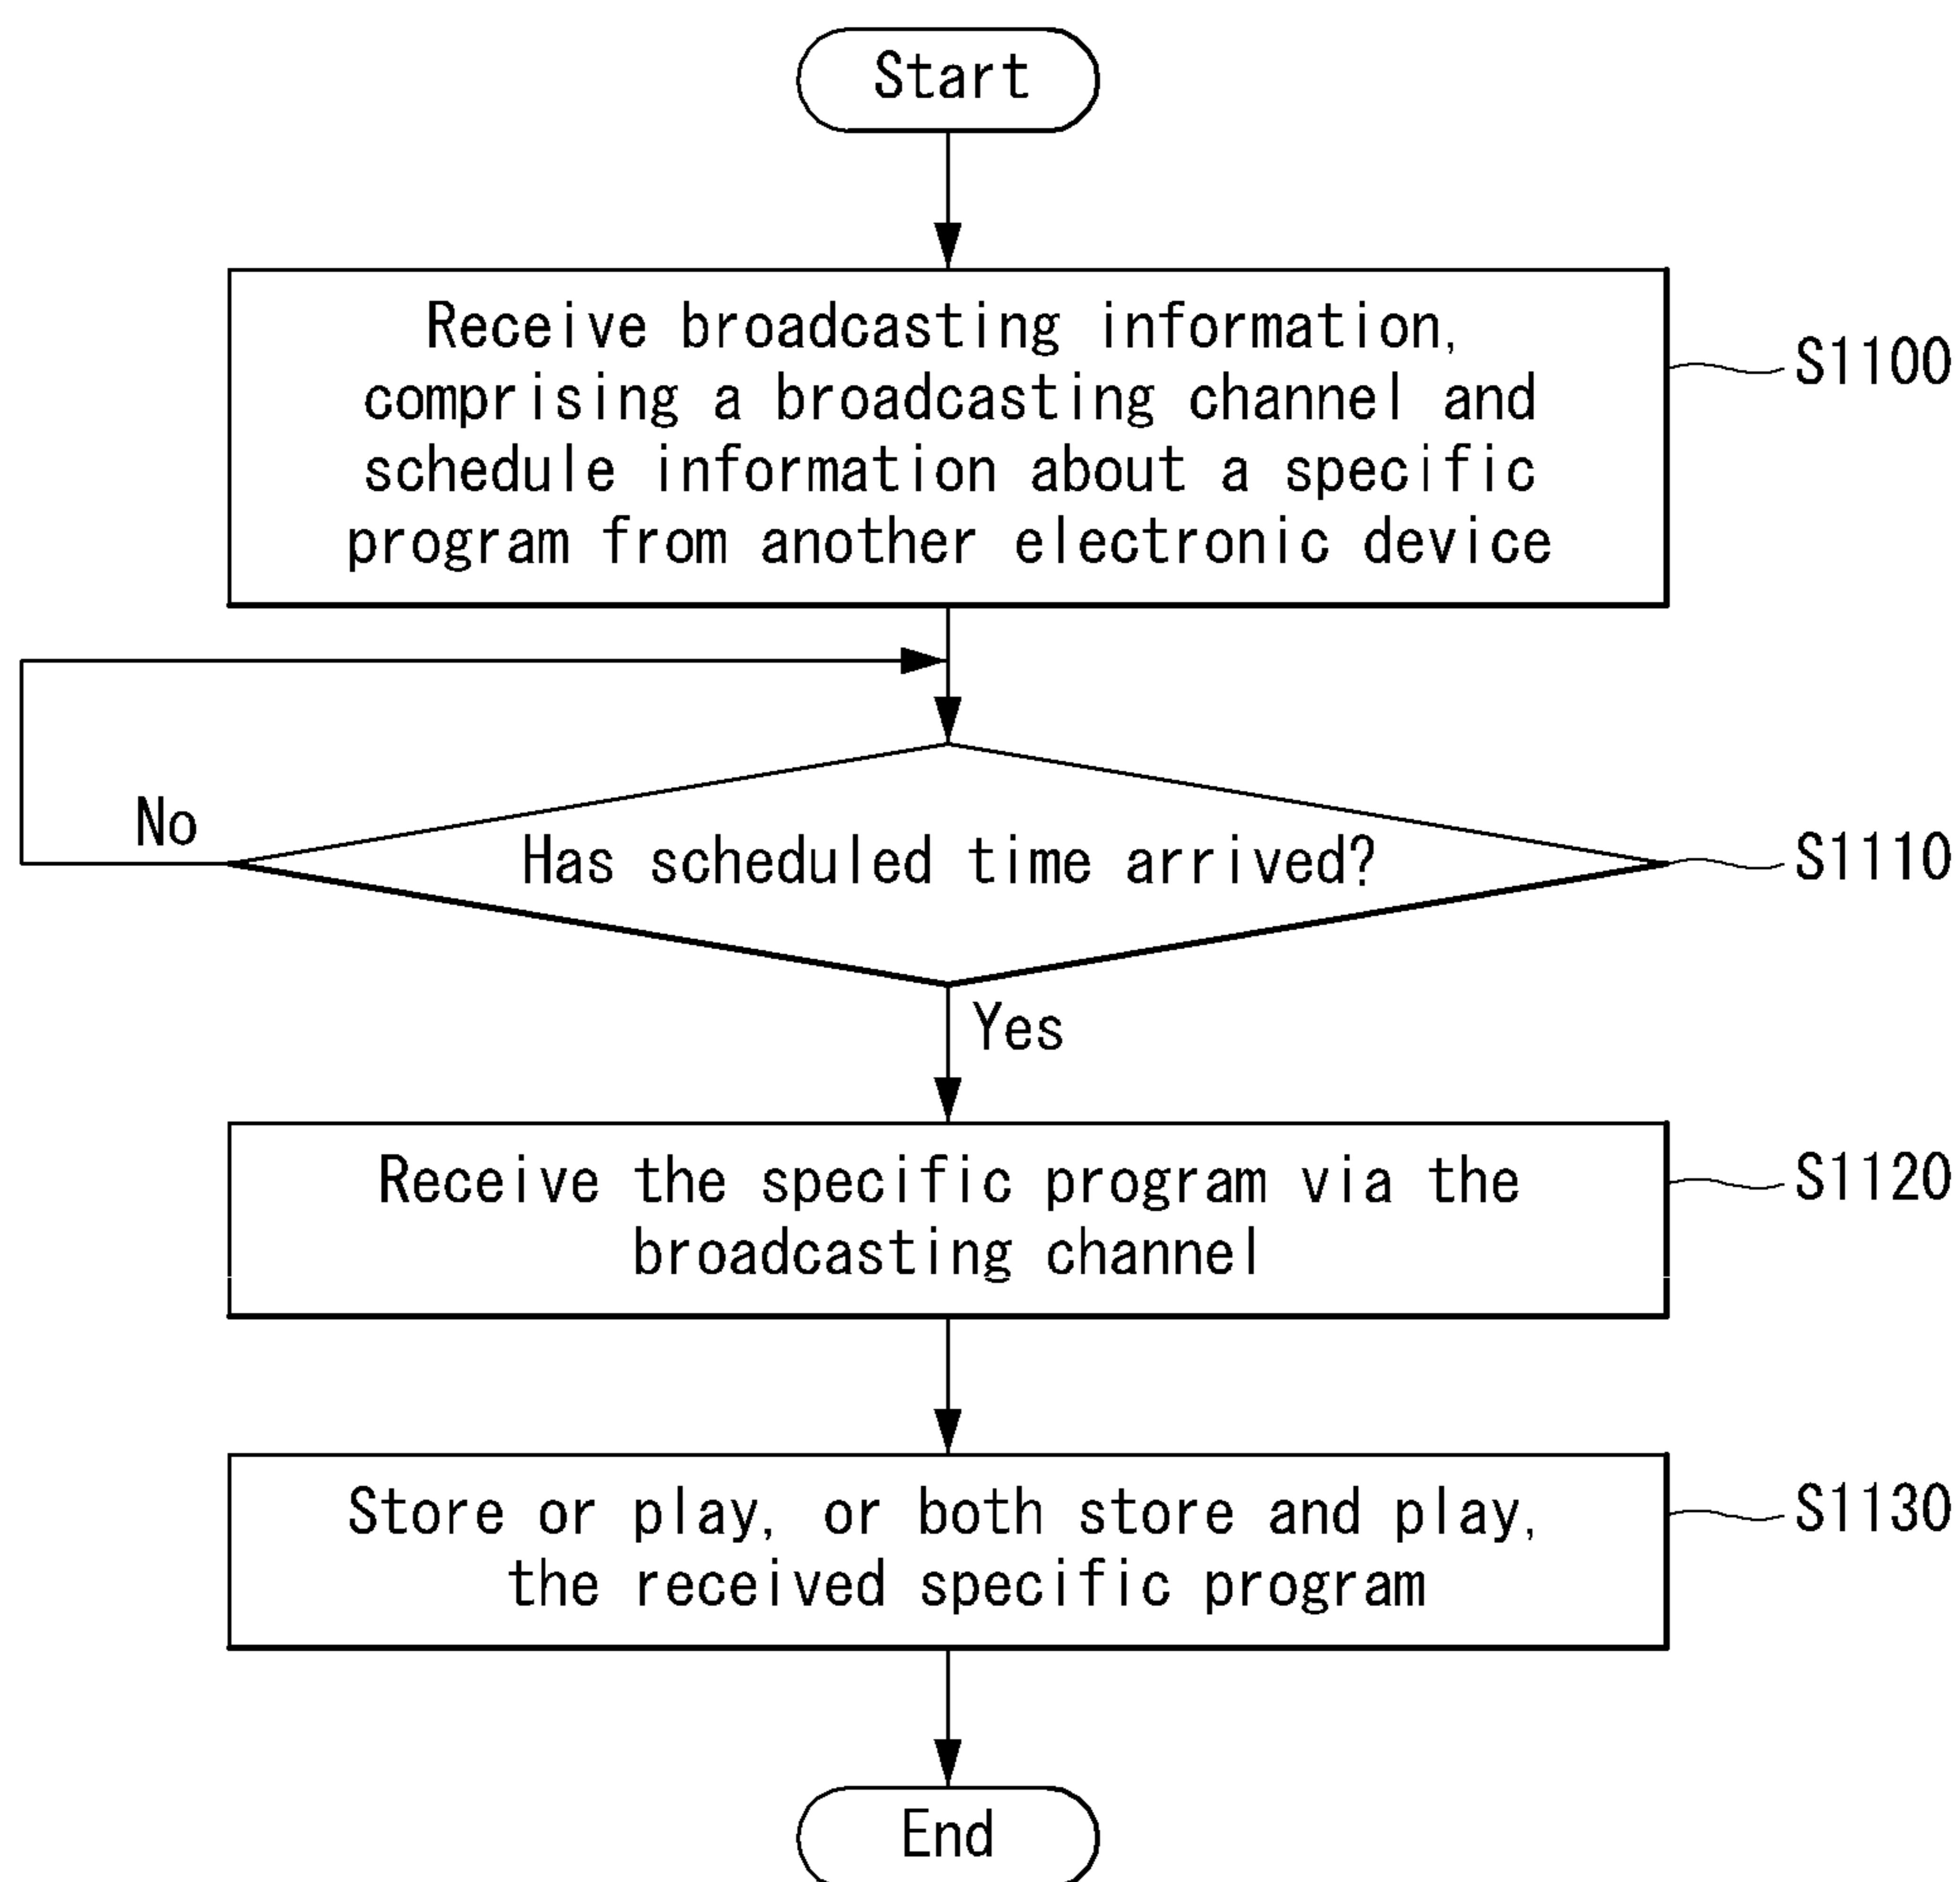 Start
Receive broadcasting information,
comprising a broadcasting channel and
schedule information about a specific
program from another electronic device
S1100
No
Has scheduled time arrived?
S1110
Yes
Receive the specific program via the
broadcasting channel
S1120
Store or play, or both store and play,
the received specific program
S1130
End